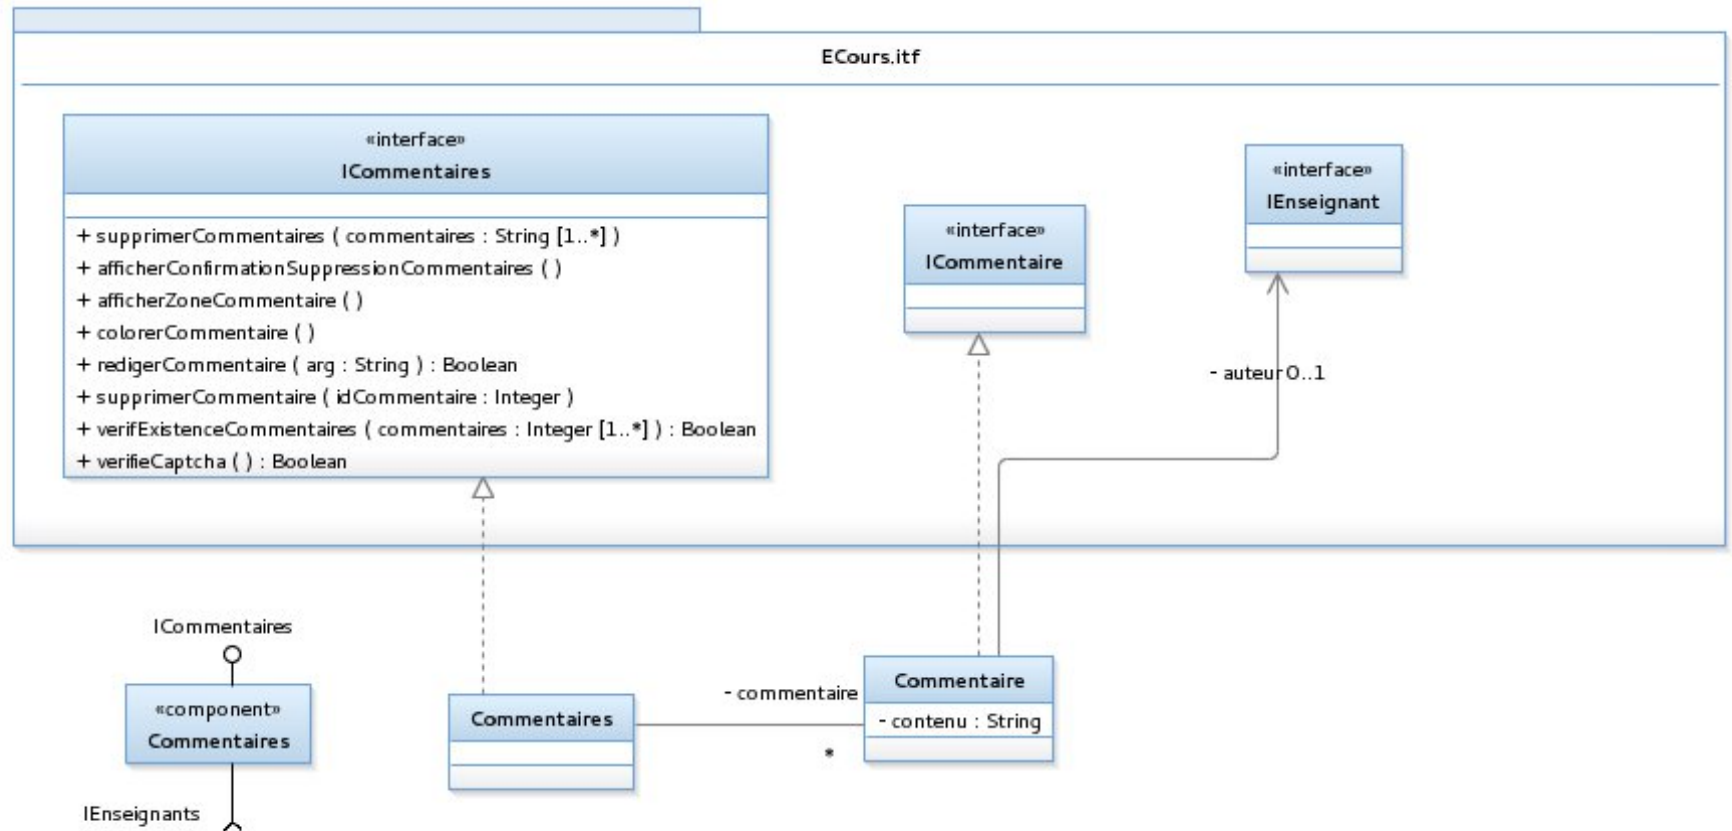 ECours.itf
«interface»
ICommentaires
+ supprimerCommentaires ( commentaires : String [1..*] )
+ afficherConfirmationSuppressionCommentaires ( )
+ afficherZoneCommentaire ( )
+ colorerCommentaire ( )
+ redigerCommentaire ( arg : String ) : Boolean
+ supprimerCommentaire ( idCommentaire : Integer )
+ verifExistenceCommentaires ( commentaires : Integer [1..*] ) : Boolean
+ verifieCaptcha ( ) : Boolean
«interface»
ICommentaire
«interface»
IEnseignant
- auteur 0..1
ICommentaires
«component»
Commentaires
IEnseignants
Commentaires
- commentaire
*
Commentaire
- contenu : String